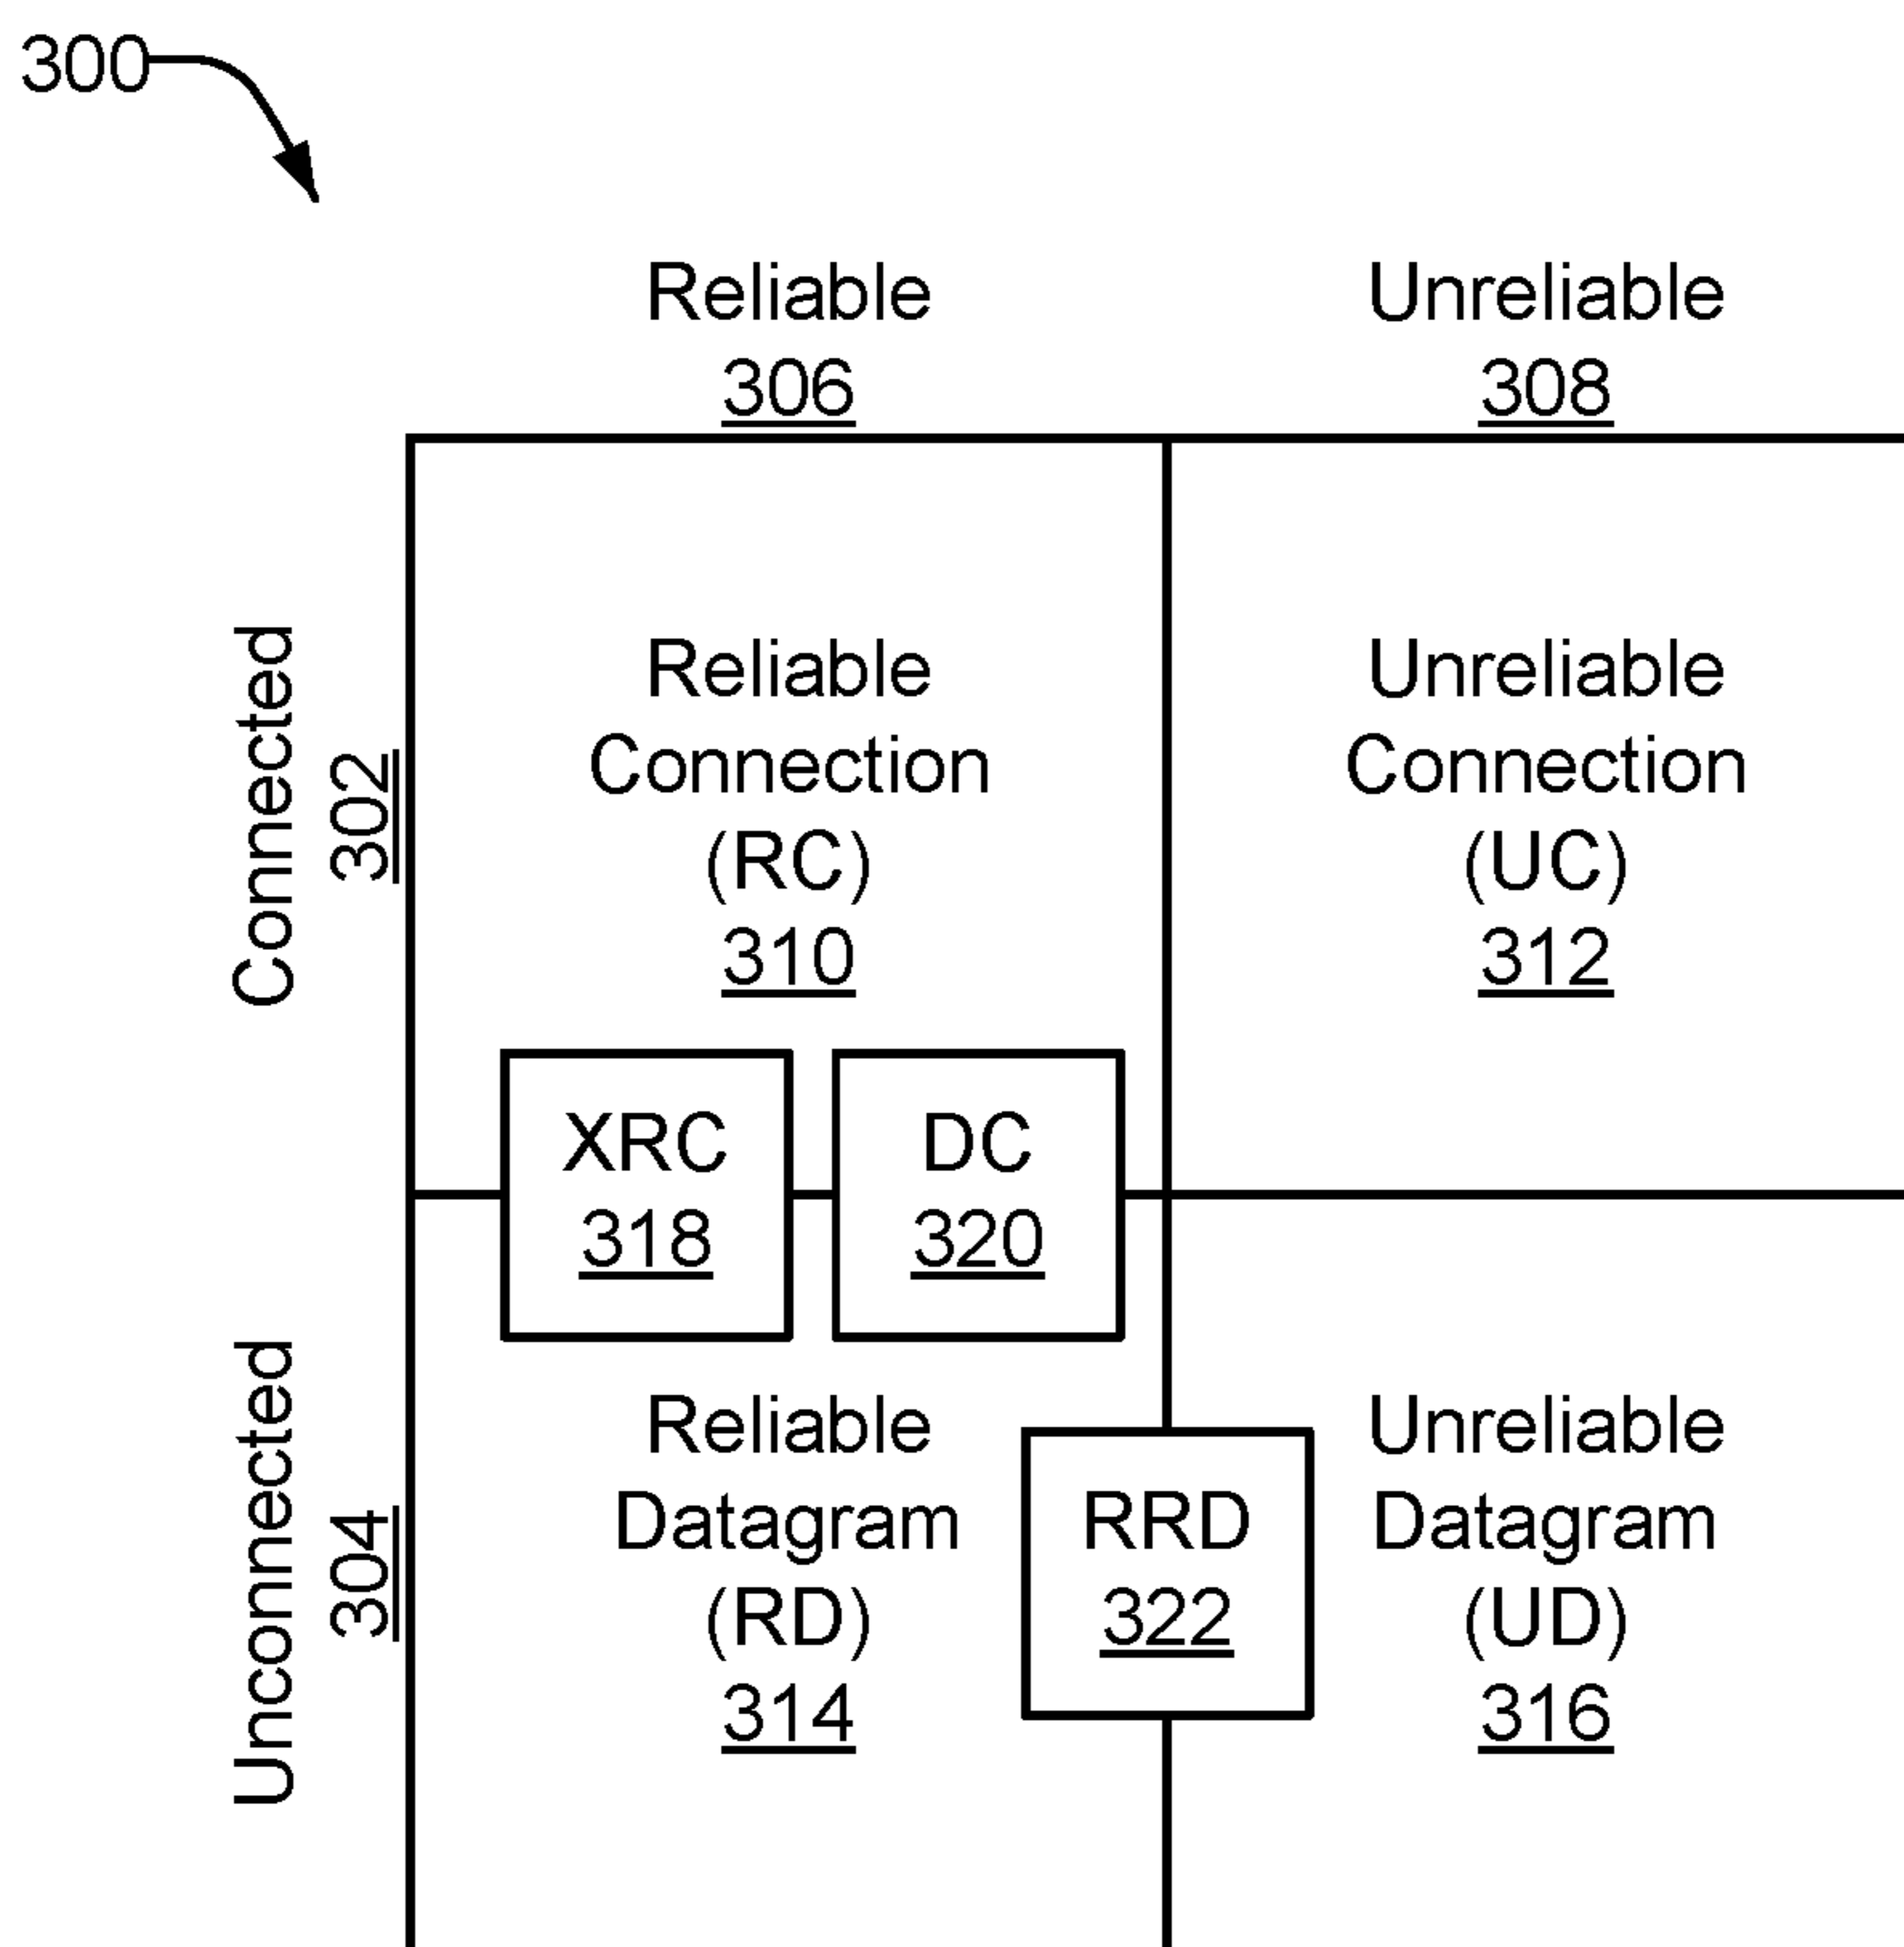 300
Reliable
306
Unreliable
308
Connected
302
Reliable
Connection
(RC)
310
Unreliable
Connection
(UC)
312
XRC
318
DC
320
Unconnected
304
Reliable
Datagram
(RD)
314
RRD
322
Unreliable
Datagram
(UD)
316